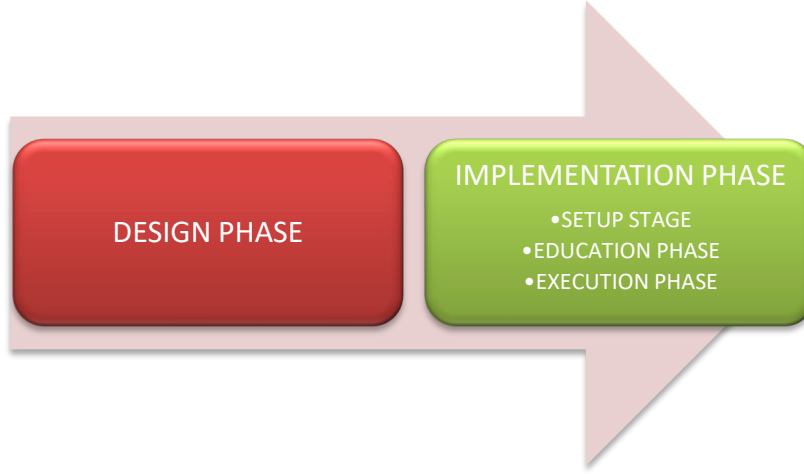 DESIGN PHASE
IMPLEMENTATION PHASE
•SETUP STAGE
•EDUCATION PHASE
•EXECUTION PHASE